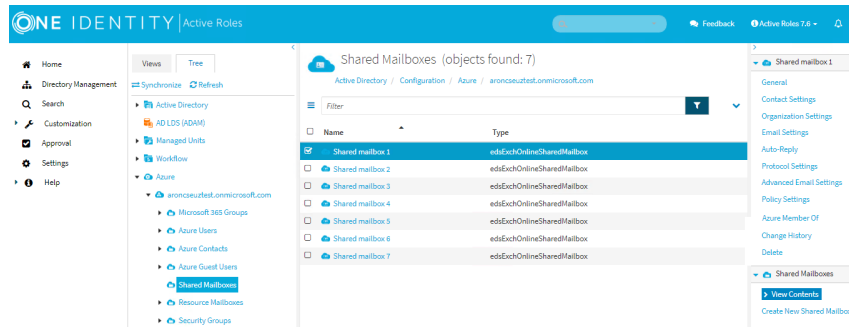 ONE IDENTITY Active Roles
Feedback
Active Roles 7.6
Home
Directory Management
Search
Customization
Approval
Settings
Help
Views
Tree
Synchronize
Refresh
Active Directory
AD LDS (ADAM)
Managed Units
Workflow
Azure
aroncseuztest.onmicrosoft.com
Microsoft 365 Groups
Azure Users
Azure Contacts
Azure Guest Users
Shared Mailboxes
Resource Mailboxes
Security Groups
Shared Mailboxes (objects found: 7)
Active Directory / Configuration / Azure / aroncseuztest.onmicrosoft.com
Filter
Name Type
Shared mailbox 1 edsExchOnlineSharedMailbox
Shared mailbox 2 edsExchOnlineSharedMailbox
Shared mailbox 3 edsExchOnlineSharedMailbox
Shared mailbox 4 edsExchOnlineSharedMailbox
Shared mailbox 5 edsExchOnlineSharedMailbox
Shared mailbox 6 edsExchOnlineSharedMailbox
Shared mailbox 7 edsExchOnlineSharedMailbox
Shared mailbox 1
General
Contact Settings
Organization Settings
Email Settings
Auto-Reply
Protocol Settings
Advanced Email Settings
Policy Settings
Azure Member Of
Change History
Delete
Shared Mailboxes
View Contents
Create New Shared Mailbo